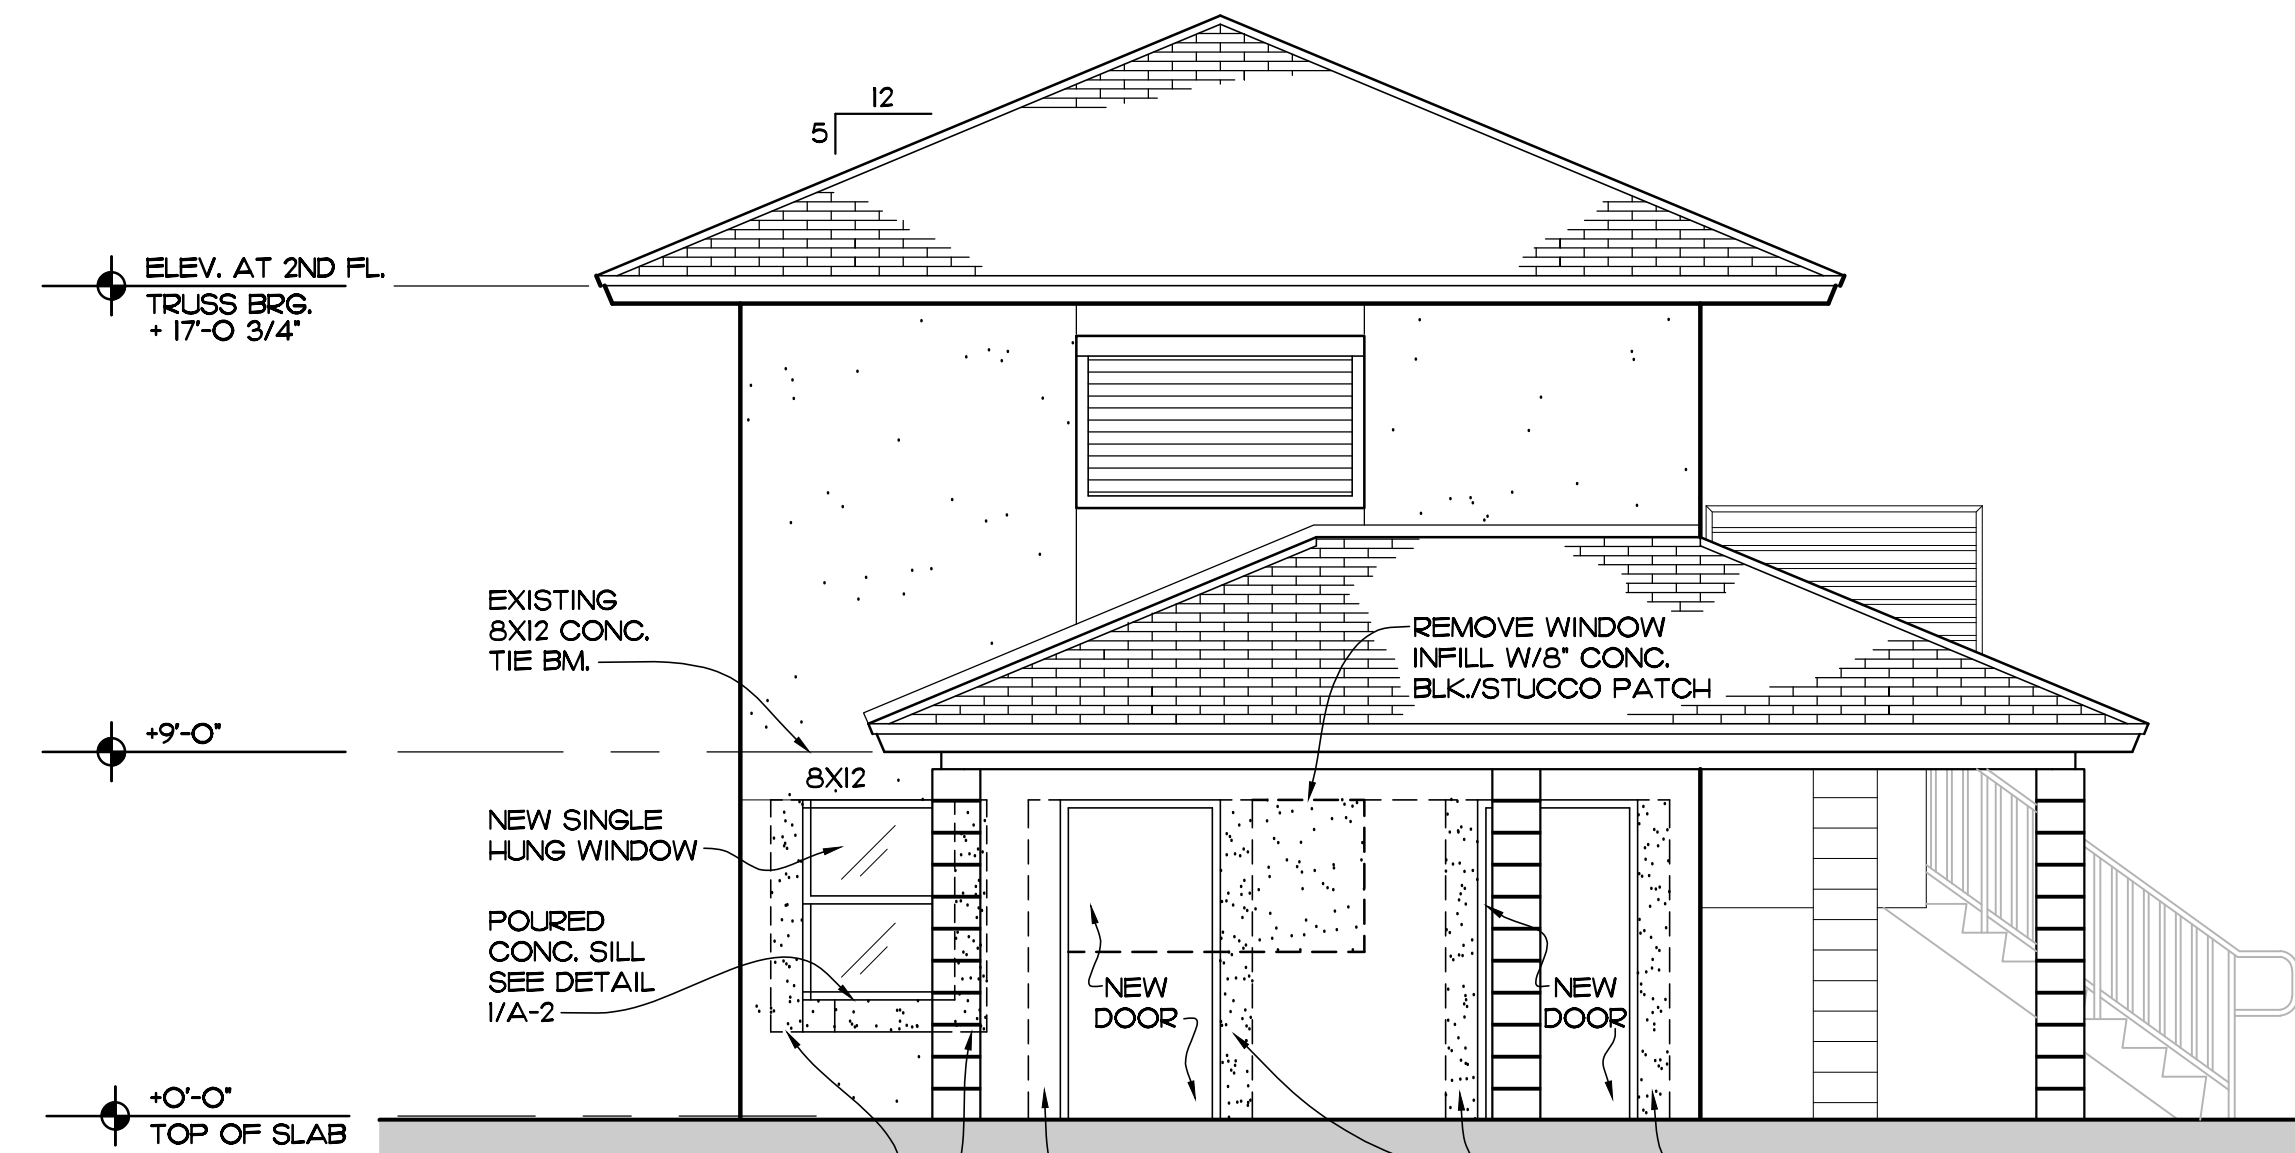 12
5
ELEV. AT 2ND FL.
TRUSS BRG.
+ 17'-0 3/4"
EXISTING
8X12 CONC.
TIE BM.
REMOVE WINDOW
INFILL W/8" CONC.
BLK./STUCCO PATCH
+9'-0"
8X12
NEW SINGLE
HUNG WINDOW
POURED
CONC. SILL
SEE DETAIL
1/A-2
NEW
DOOR
NEW
DOOR
+0'-0"
TOP OF SLAB